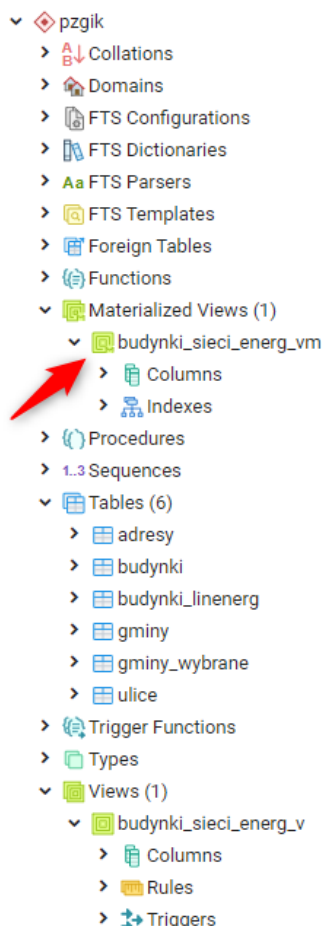 pzgik
Collations
Domains
FTS Configurations
FTS Dictionaries
Aa FTS Parsers
FTS Templates
Foreign Tables
Functions
Materialized Views (1)
budynki_sieci_energ_vm
Columns
Indexes
Procedures
1..3 Sequences
Tables (6)
adresy
budynki
budynki_linenerg
gminy
gminy_wybrane
ulice
Trigger Functions
Types
Views (1)
budynki_sieci_energ_v
Columns
Rules
Triggers